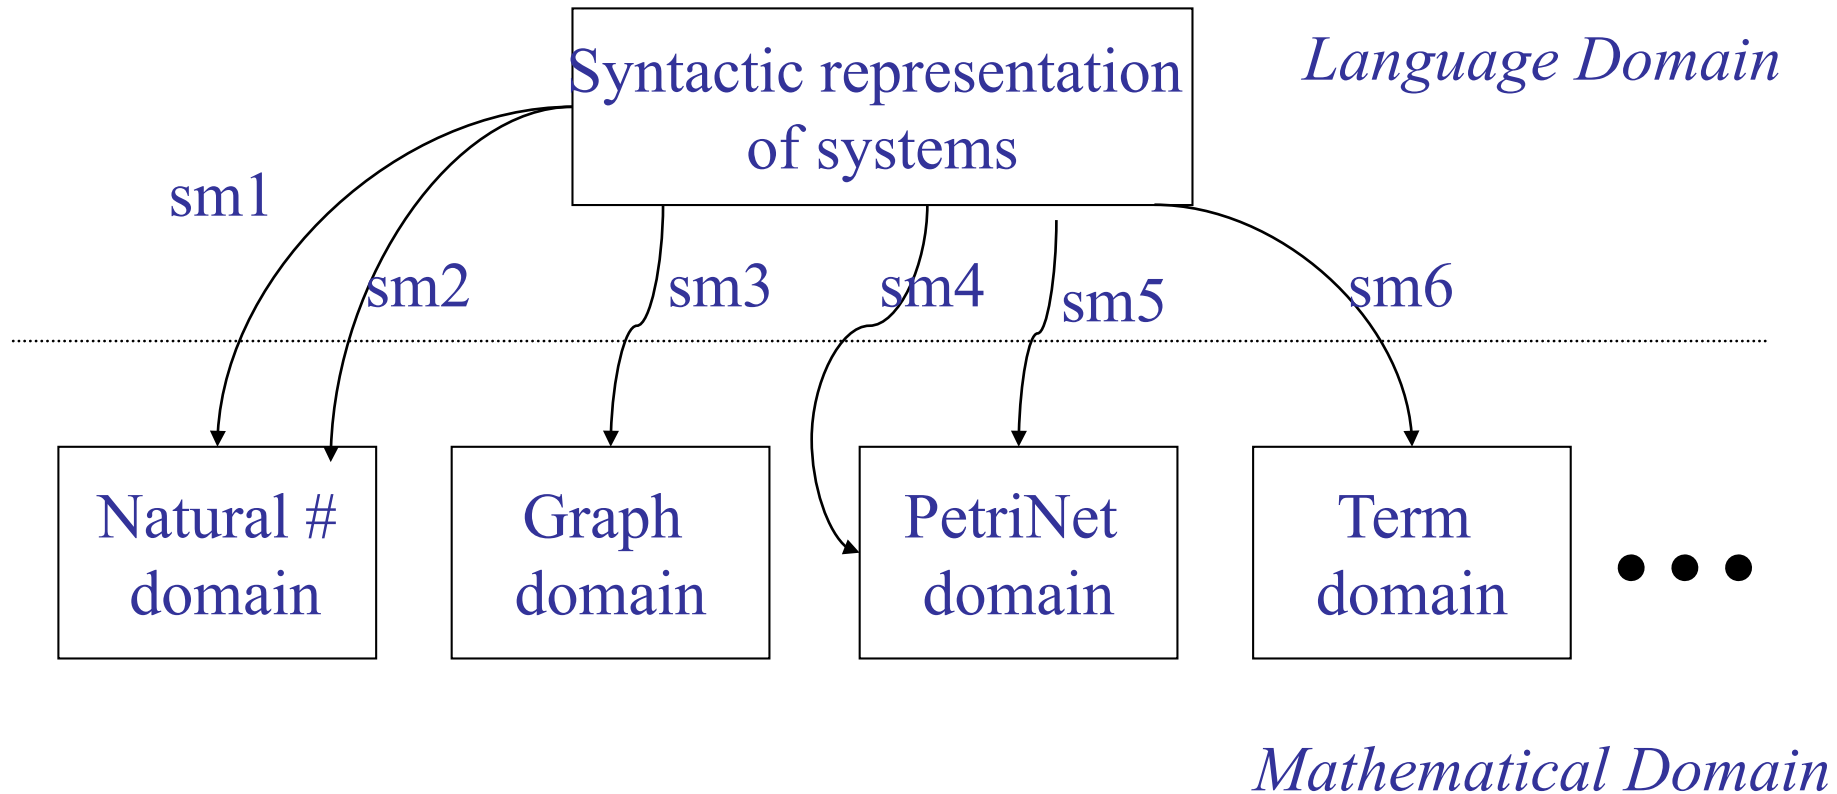 Syntactic representation
of systems
Language Domain
sm1
sm2
sm3
sm4
sm5
sm6
Natural #
domain
Graph
domain
PetriNet
domain
Term
domain
Mathematical Domain